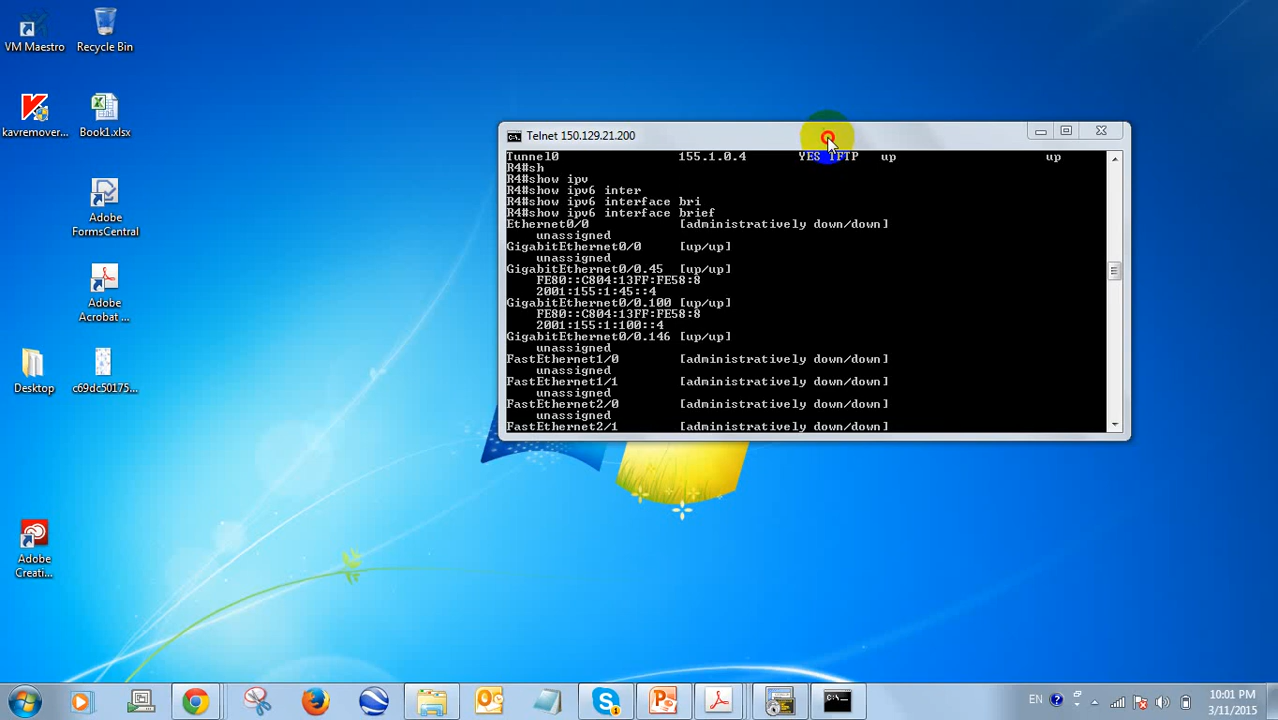 VM Maestro
Recycle Bin
kavremover...
Book1.xlsx
Adobe
FormsCentral
Adobe
Acrobat ...
Desktop
c69dc50175...
Adobe
Creati...
Telnet 150.129.21.200
Tunnel0 155.1.0.4 YES TFTP up up
R4#sh
R4#show ipv
R4#show ipv6 inter
R4#show ipv6 interface bri
R4#show ipv6 interface brief
Ethernet0/0 [administratively down/down]
unassigned
GigabitEthernet0/0 [up/up]
unassigned
GigabitEthernet0/0.45 [up/up]
FE80::C804:13FF:FE58:8
2001:155:1:45::4
GigabitEthernet0/0.100 [up/up]
FE80::C804:13FF:FE58:8
2001:155:1:100::4
GigabitEthernet0/0.146 [up/up]
unassigned
FastEthernet1/0 [administratively down/down]
unassigned
FastEthernet1/1 [administratively down/down]
unassigned
FastEthernet2/0 [administratively down/down]
unassigned
FastEthernet2/1 [administratively down/down]
EN
10:01 PM
3/11/2015